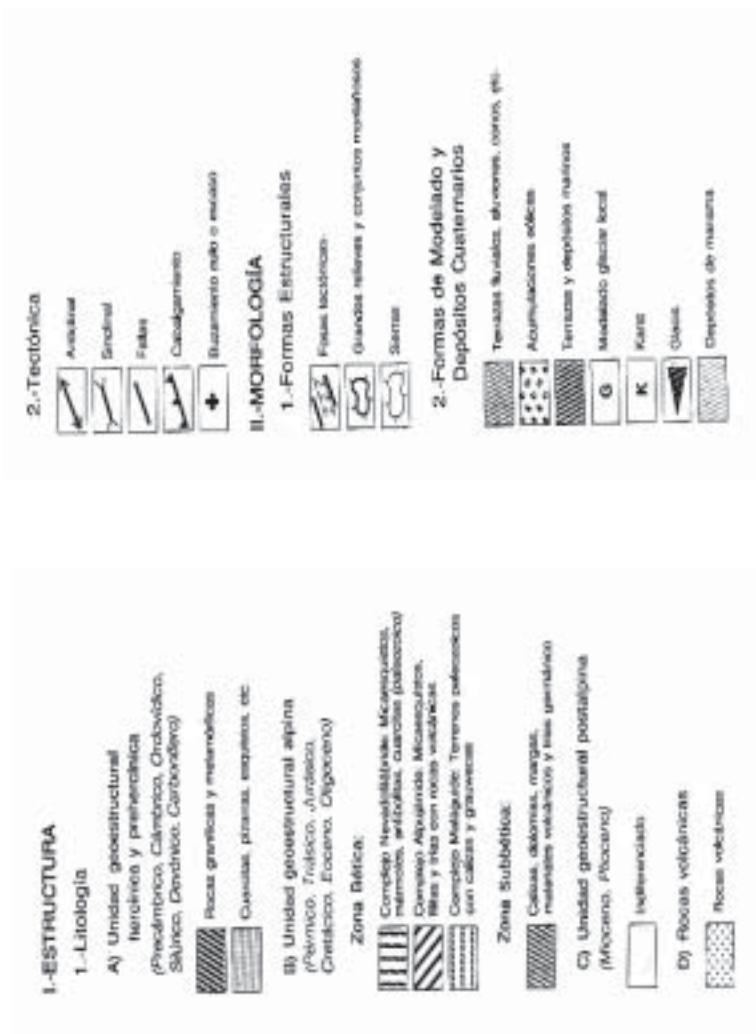 I.-ESTRUCTURA
1.-Litología
A) Unidad geoestructural
hercínica y prehercínica
(Precámbrico, Cámbrico, Ordovídico,
Silúrico, Devónico, Carbonífero)
Rocas graníticas y metamórficas
Cuarcitas, pizarras, esquistos, etc.
B) Unidad geoestructural alpina
(Pérmico, Triásico, Jurásico,
Cretácico, Eoceno, Oligoceno)
Zona Bética:
Complejo Nevadofilábride: Micaesquistos,
mármoles, anfibolitas, cuarcitas (paleozoico)
Complejo Alpujárride: Micaesquistos,
filitas y trías con rocas volcánicas
Complejo Maláguide: Terrenos paleozoicos
con calizas y grauwacas
Zona Subbética:
Calizas, dolomías, margas,
materiales volcánicos y trías germánico
C) Unidad geoestructural postalpina
(Mioceno, Plioceno)
Indiferenciado
D) Rocas volcánicas
Rocas volcánicas
2.-Tectónica
Anticlinal
Sinclinal
Fallas
Cabalgamiento
Buzamiento nulo o escaso
II.-MORFOLOGÍA
1.-Formas Estructurales
Fosas tectónicas
Grandes relieves y conjuntos montañosos
Sierras
2.-Formas de Modelado y
Depósitos Cuaternarios
Terrazas fluviales, aluviones, conos, etc.
Acumulaciones eólicas
Terrazas y depósitos marinos
G Modelado glaciar local
K Karst
Glacis
Depósitos de marisma